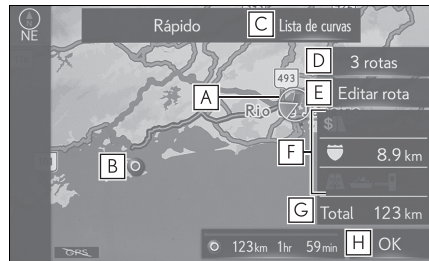 NE
Rápido
C
Lista de curvas
D
3 rotas
493
A
E
Editar rota
Rio
$
F
B
8.9 km
G
Total 123 km
GPS
123km 1hr 59min
H
OK